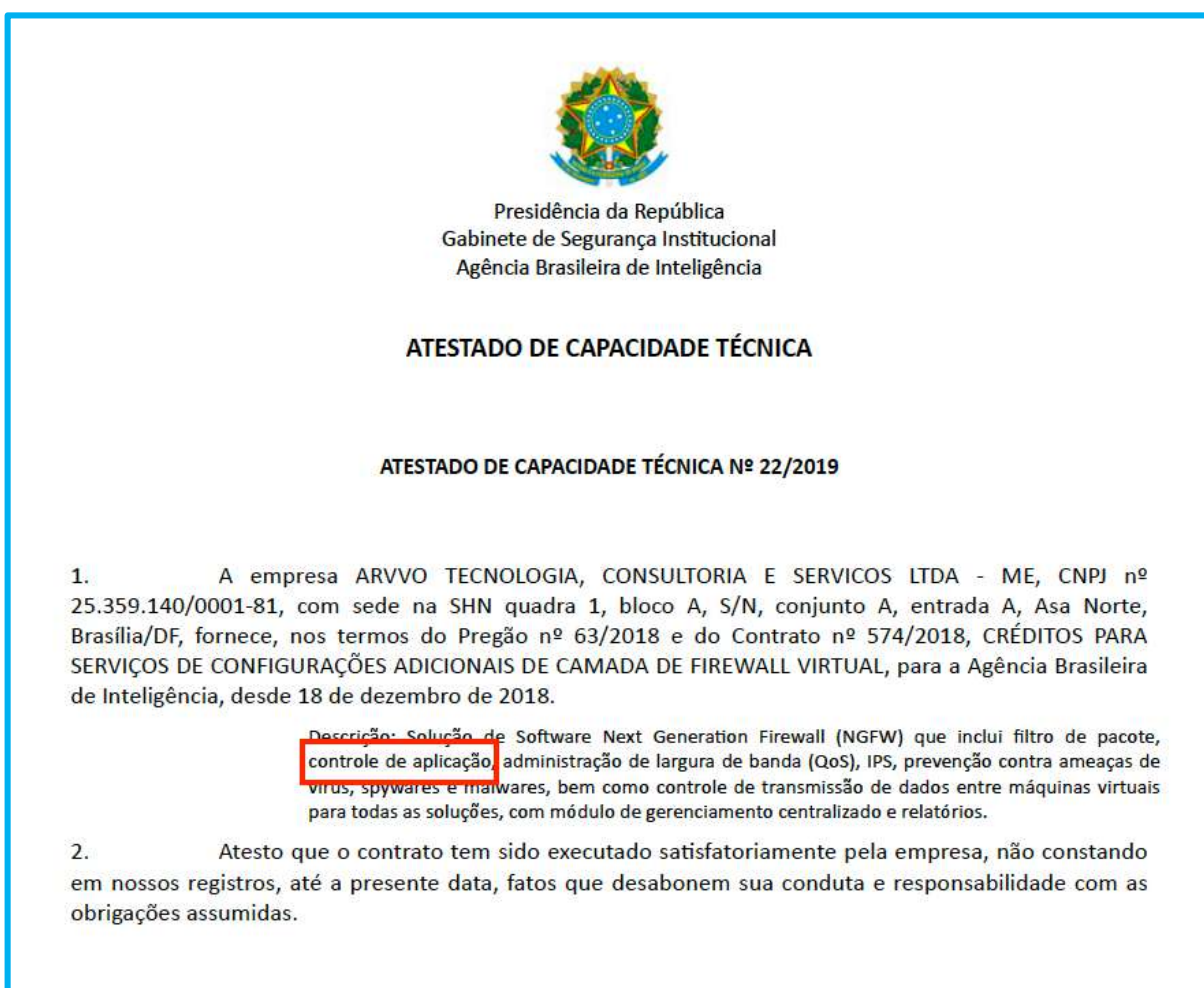 Presidência da República
Gabinete de Segurança Institucional
Agência Brasileira de Inteligência
ATESTADO DE CAPACIDADE TÉCNICA
ATESTADO DE CAPACIDADE TÉCNICA Nº 22/2019
1. A empresa ARVVO TECNOLOGIA, CONSULTORIA E SERVICOS LTDA - ME, CNPJ nº
25.359.140/0001-81, com sede na SHN quadra 1, bloco A, S/N, conjunto A, entrada A, Asa Norte,
Brasília/DF, fornece, nos termos do Pregão nº 63/2018 e do Contrato nº 574/2018, CRÉDITOS PARA
SERVIÇOS DE CONFIGURAÇÕES ADICIONAIS DE CAMADA DE FIREWALL VIRTUAL, para a Agência Brasileira
de Inteligência, desde 18 de dezembro de 2018.
Descrição: Solução de Software Next Generation Firewall (NGFW) que inclui filtro de pacote,
controle de aplicação, administração de largura de banda (QoS), IPS, prevenção contra ameaças de
vírus, spywares e malwares, bem como controle de transmissão de dados entre máquinas virtuais
para todas as soluções, com módulo de gerenciamento centralizado e relatórios.
2. Atesto que o contrato tem sido executado satisfatoriamente pela empresa, não constando
em nossos registros, até a presente data, fatos que desabonem sua conduta e responsabilidade com as
obrigações assumidas.